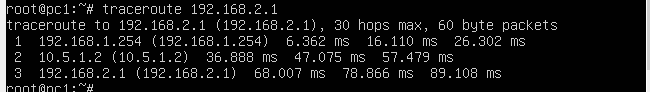 root@pc1:~# traceroute 192.168.2.1
traceroute to 192.168.2.1 (192.168.2.1), 30 hops max, 60 byte packets
 1  192.168.1.254 (192.168.1.254)  6.362 ms  16.110 ms  26.302 ms
 2  10.5.1.2 (10.5.1.2)  36.888 ms  47.075 ms  57.479 ms
 3  192.168.2.1 (192.168.2.1)  68.007 ms  78.866 ms  89.108 ms
root@pc1:~#